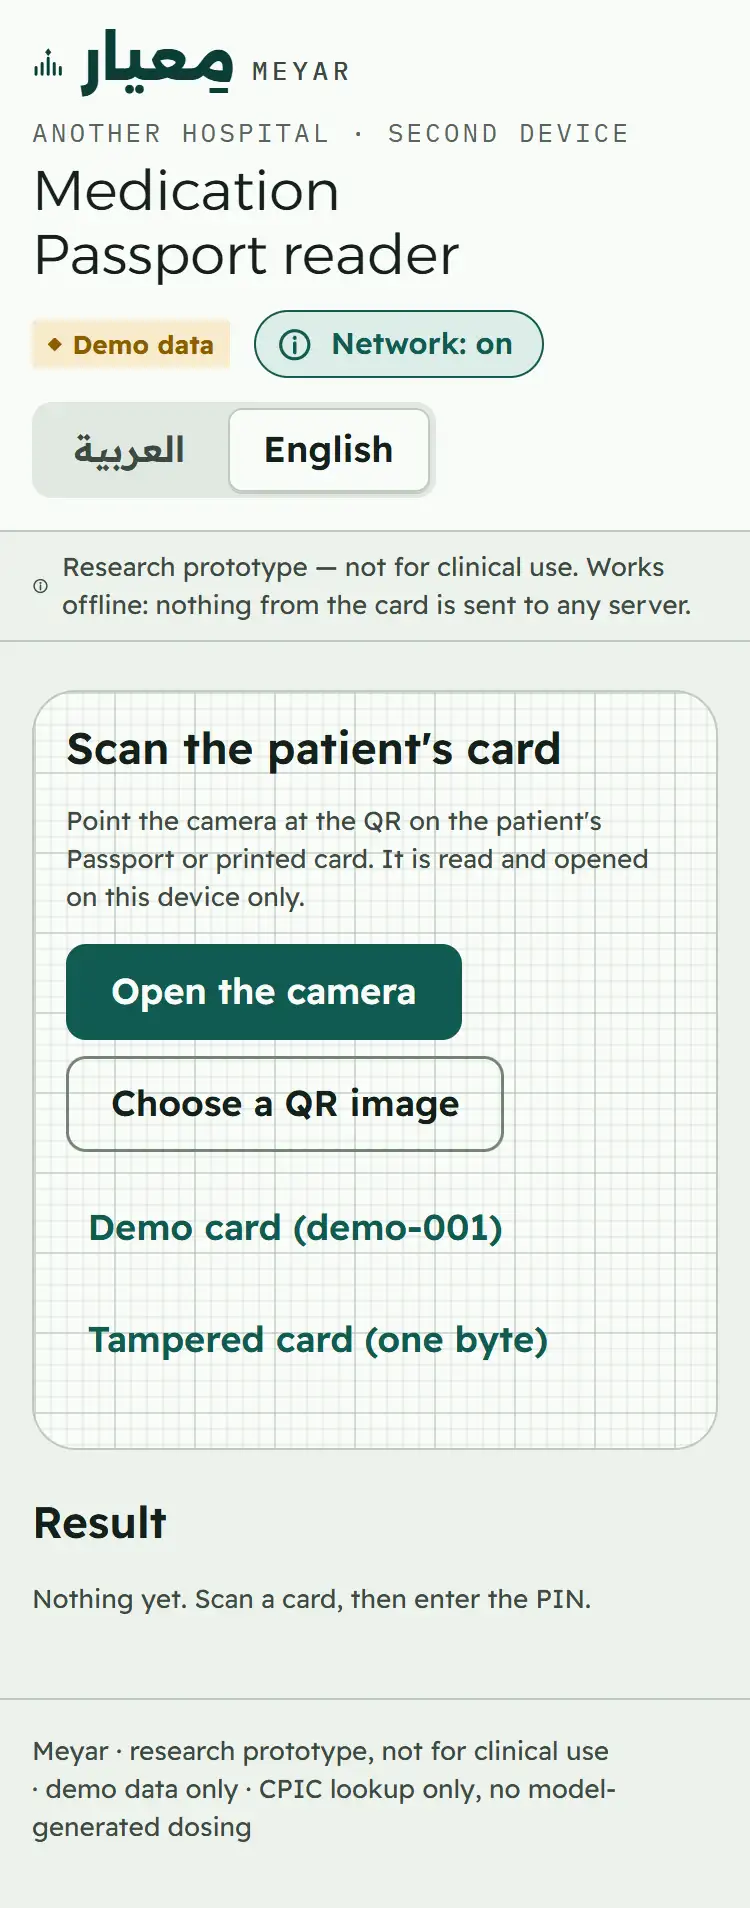 مِعيار MEYAR
ANOTHER HOSPITAL · SECOND DEVICE
Medication
Passport reader
Demo data
Network: on
العربية
English
Research prototype — not for clinical use. Works
offline: nothing from the card is sent to any server.
Scan the patient's card
Point the camera at the QR on the patient's
Passport or printed card. It is read and opened
on this device only.
Open the camera
Choose a QR image
Demo card (demo-001)
Tampered card (one byte)
Result
Nothing yet. Scan a card, then enter the PIN.
Meyar · research prototype, not for clinical use
· demo data only · CPIC lookup only, no model-
generated dosing